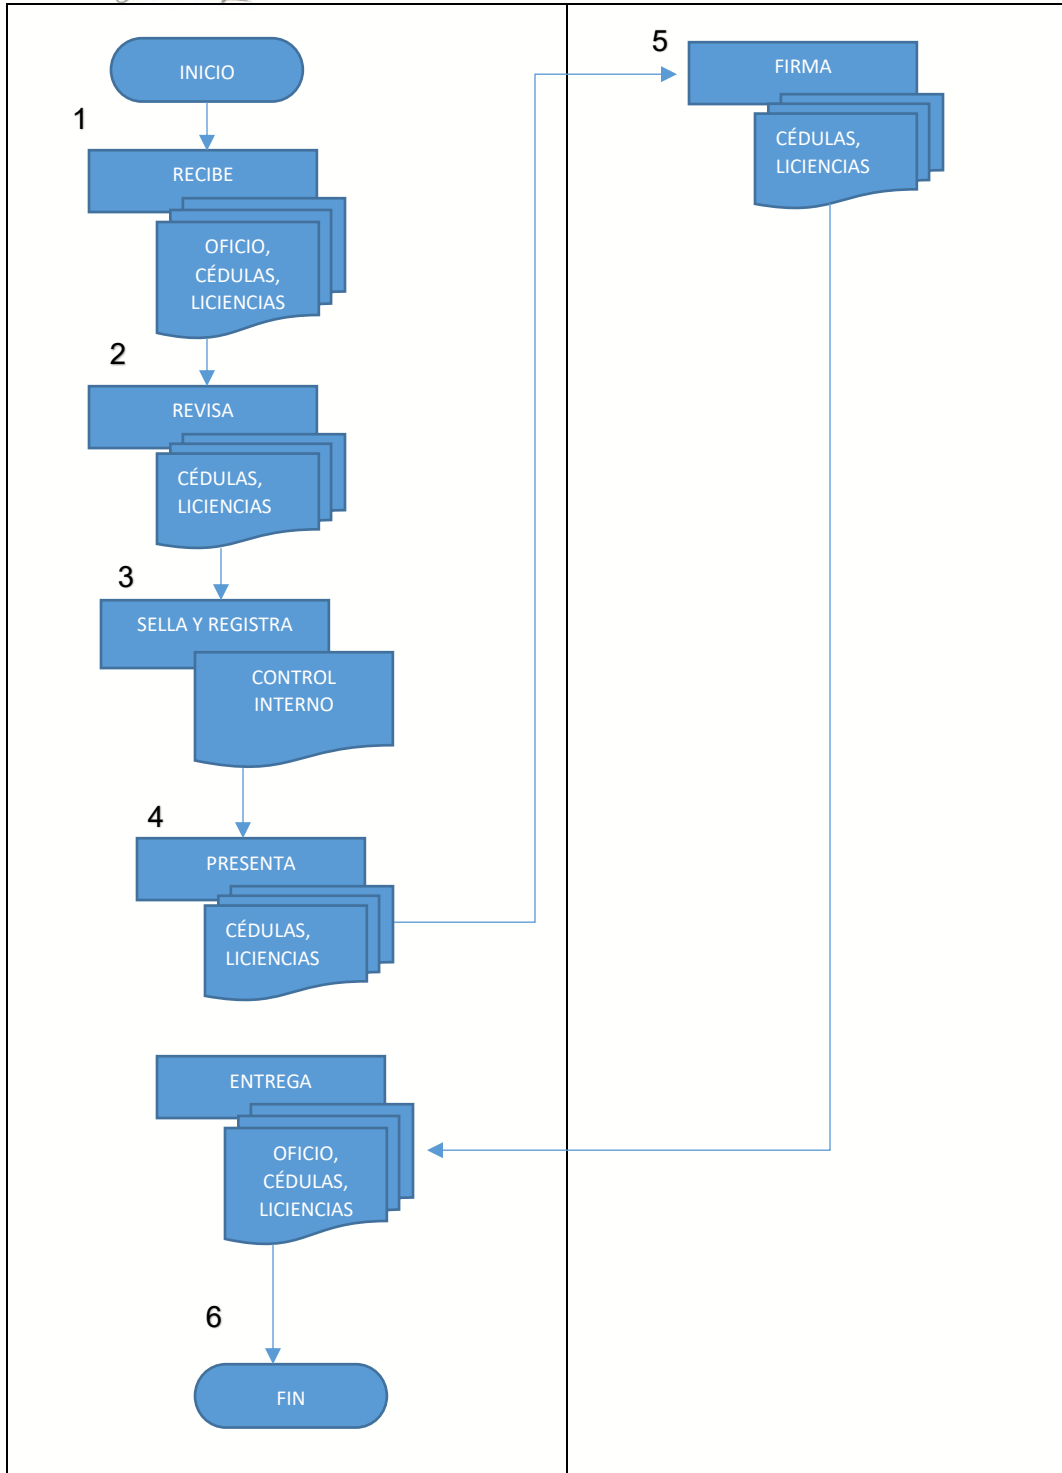 INICIO
1
RECIBE
OFICIO,
CÉDULAS,
LICIENCIAS
2
REVISA
CÉDULAS,
LICIENCIAS
3
SELLA Y REGISTRA
CONTROL
INTERNO
4
PRESENTA
CÉDULAS,
LICIENCIAS
5
FIRMA
CÉDULAS,
LICIENCIAS
ENTREGA
OFICIO,
CÉDULAS,
LICIENCIAS
6
FIN